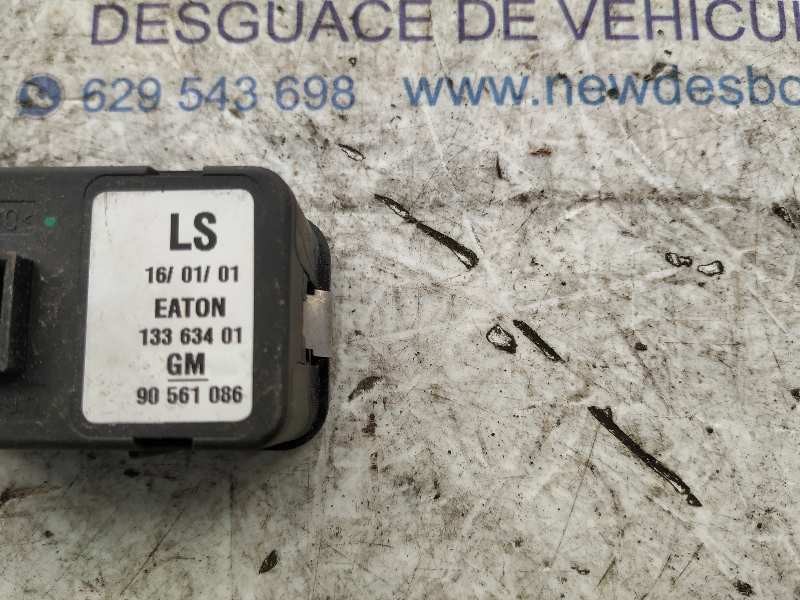 DESGUACE DE VEHÍCUL
629 543 698 www.newdesbo
LS
16/ 01/ 01
EATON
133 634 01
GM
90 561 086